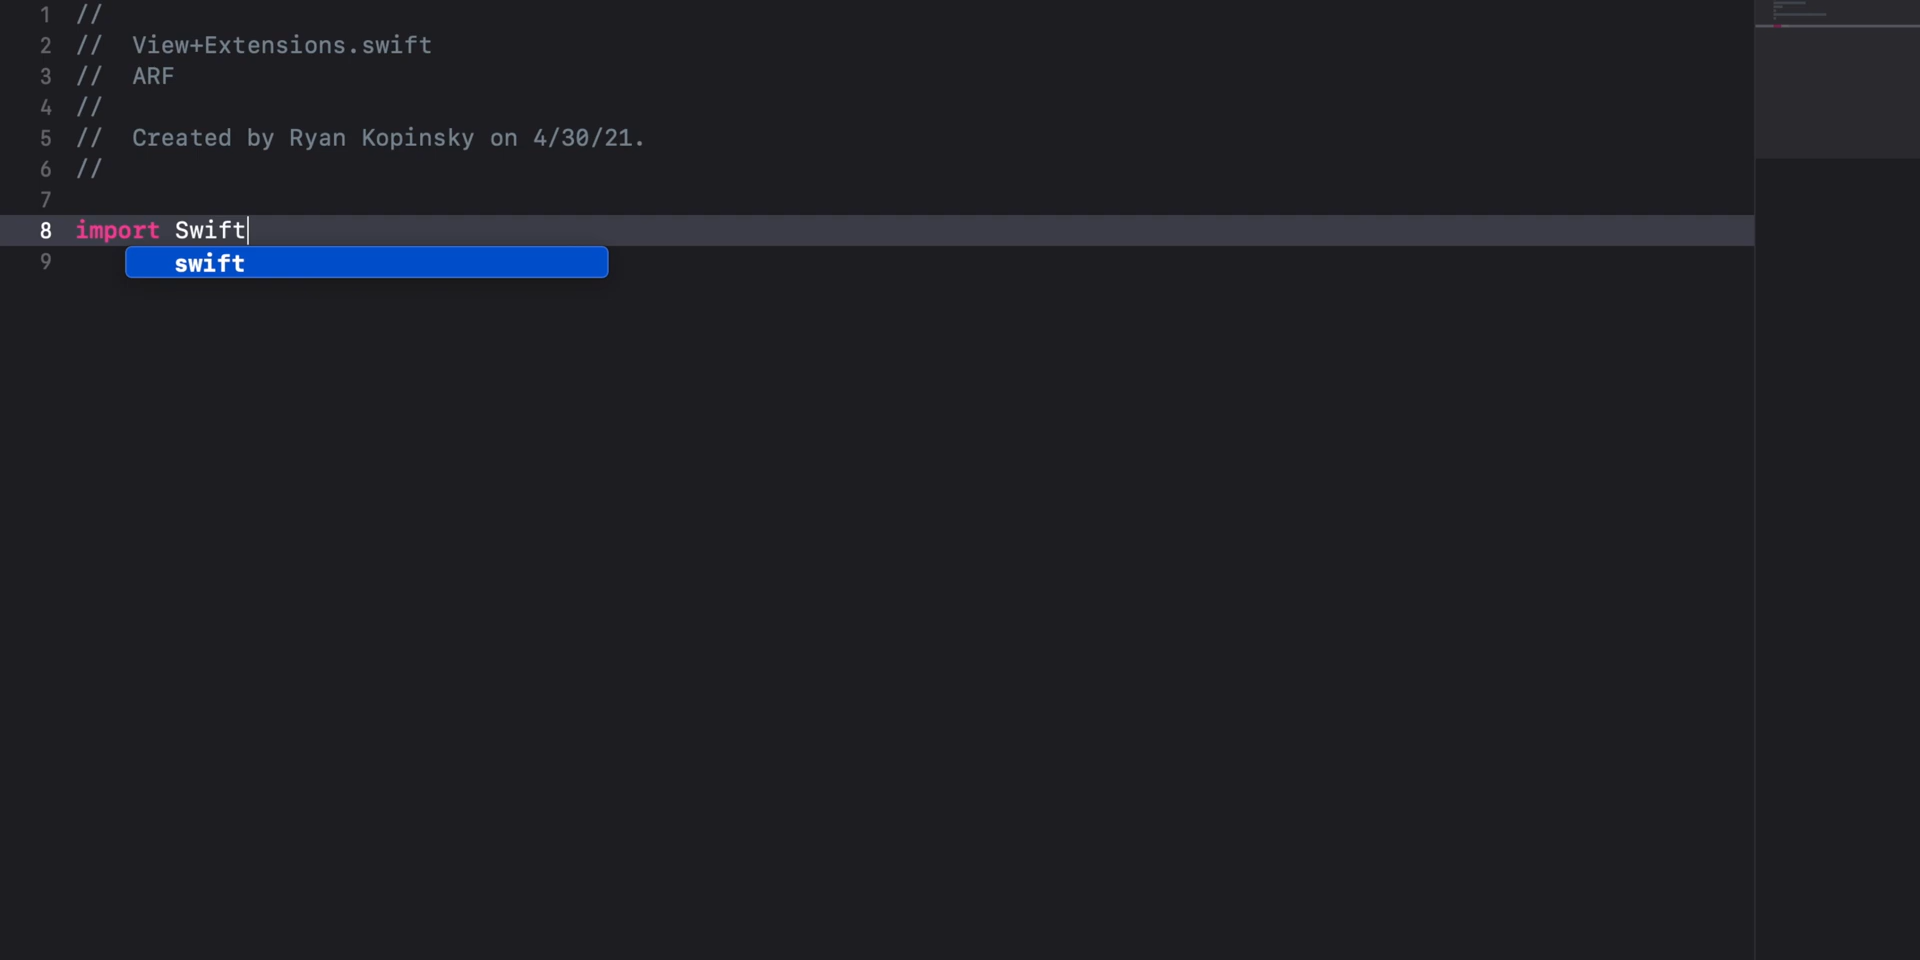 1 //
2 //  View+Extensions.swift
3 //  ARF
4 //
5 //  Created by Ryan Kopinsky on 4/30/21.
6 //
7
8 import Swift
swift
9